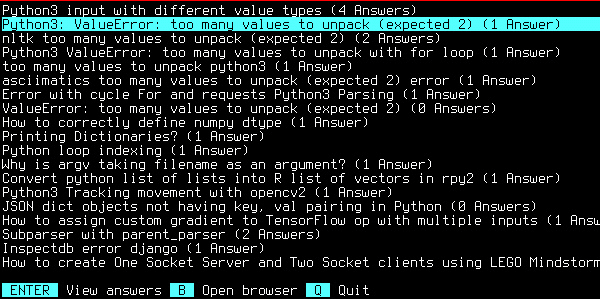 Python3 input with different value types (4 Answers)
Python3: ValueError: too many values to unpack (expected 2) (1 Answer)
nltk too many values to unpack (expected 2) (2 Answers)
Python3 ValueError: too many values to unpack with for loop (1 Answer)
too many values to unpack python3 (1 Answer)
asciimatics too many values to unpack (expected 2) error (1 Answer)
Error with cycle For and requests Python3 Parsing (1 Answer)
ValueError: too many values to unpack (expected 2) (0 Answers)
How to correctly define numpy dtype (1 Answer)
Printing Dictionaries? (1 Answer)
Python loop indexing (1 Answer)
Why is argv taking filename as an argument? (1 Answer)
Convert python list of lists into R list of vectors in rpy2 (1 Answer)
Python3 Tracking movement with opencv2 (1 Answer)
JSON dict objects not having key, val pairing in Python (0 Answers)
How to assign custom gradient to TensorFlow op with multiple inputs (1 Answ
Subparser with parent_parser (2 Answers)
Inspectdb error django (1 Answer)
How to create One Socket Server and Two Socket clients using LEGO Mindstorm
ENTER View answers B Open browser Q Quit